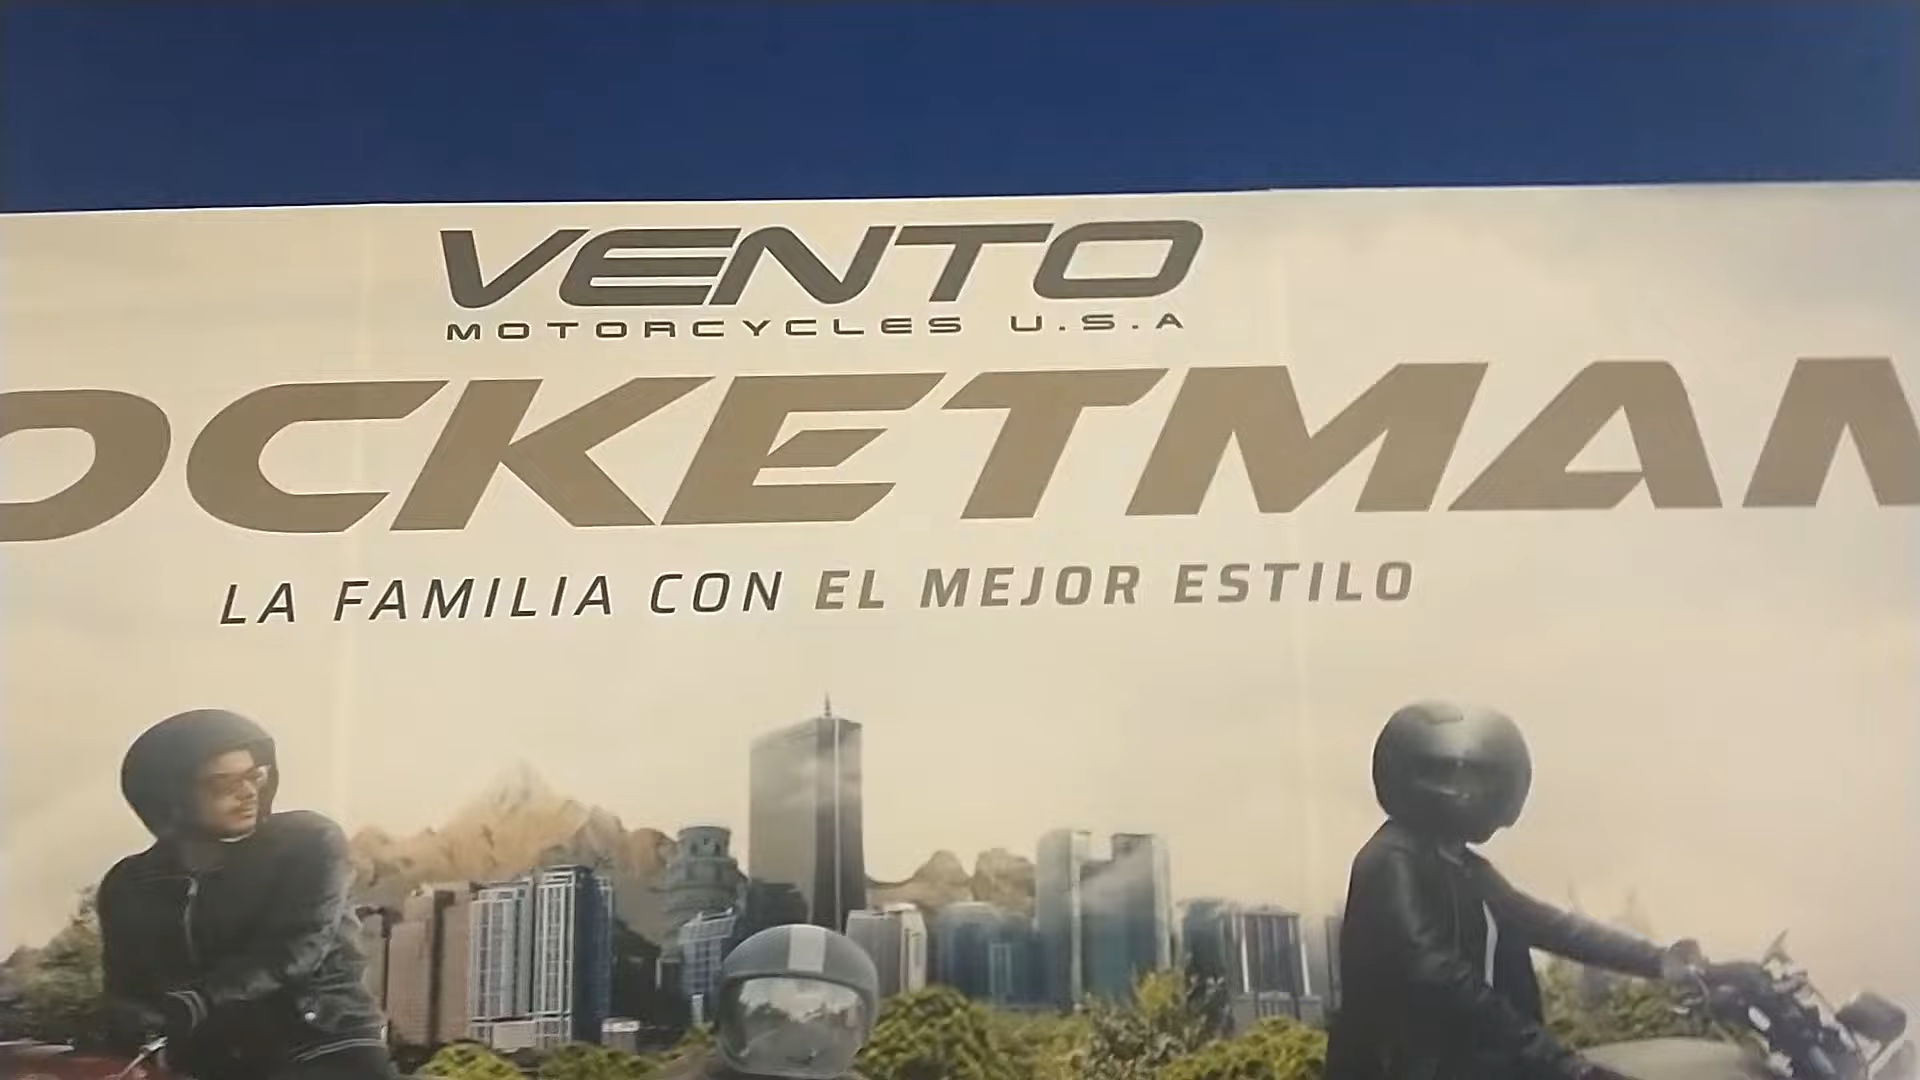 VENTO
MOTORCYCLES U.S.A
OCKETMAN
LA FAMILIA CON EL MEJOR ESTILO